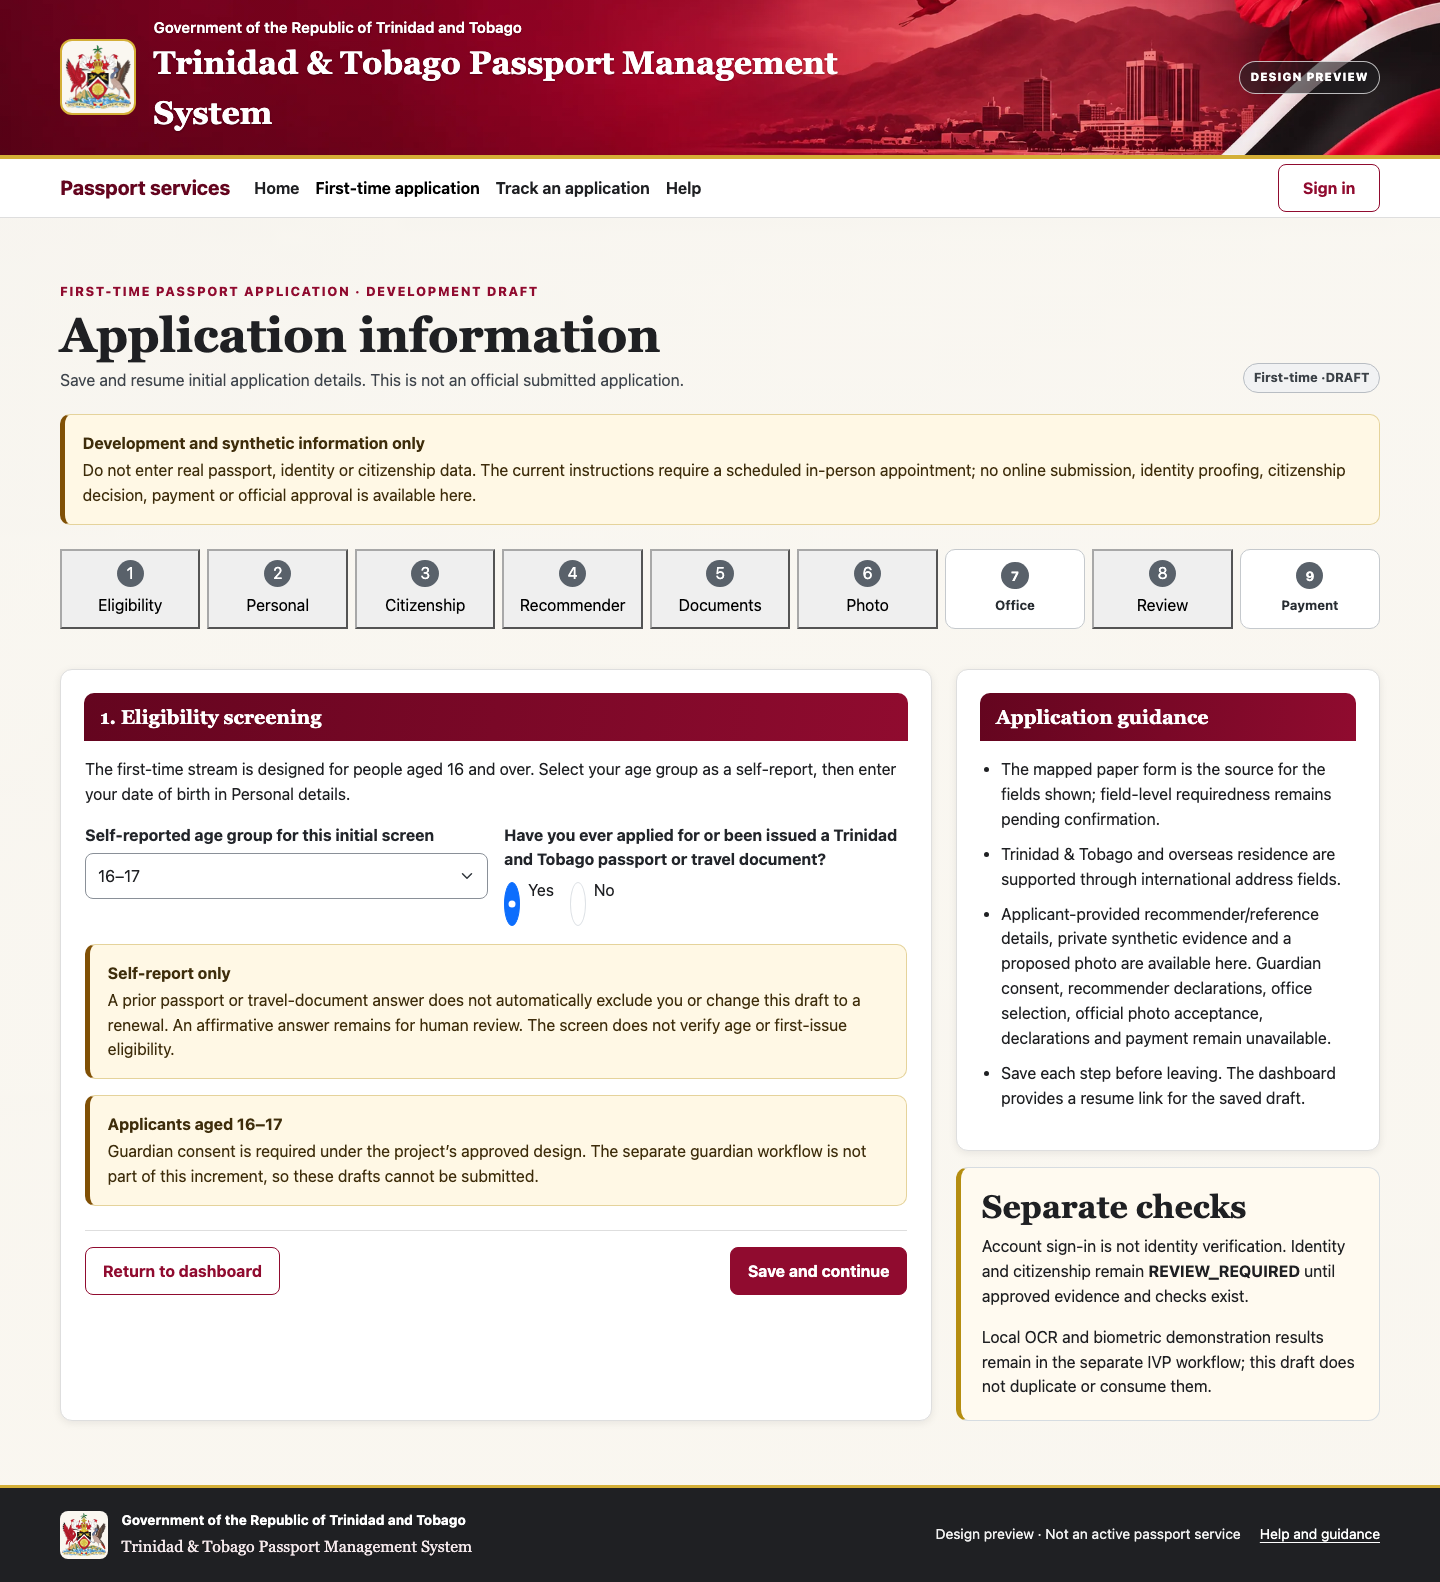 Government of the Republic of Trinidad and Tobago
Trinidad & Tobago Passport Management
System
DESIGN PREVIEW
Passport services
Home
First-time application
Track an application
Help
Sign in
FIRST-TIME PASSPORT APPLICATION · DEVELOPMENT DRAFT
Application information
Save and resume initial application details. This is not an official submitted application.
First-time ·DRAFT
Development and synthetic information only
Do not enter real passport, identity or citizenship data. The current instructions require a scheduled in-person appointment; no online submission, identity proofing, citizenship
decision, payment or official approval is available here.
1
Eligibility
2
Personal
3
Citizenship
4
Recommender
5
Documents
6
Photo
7
Office
8
Review
9
Payment
1. Eligibility screening
The first-time stream is designed for people aged 16 and over. Select your age group as a self-report, then enter
your date of birth in Personal details.
Self-reported age group for this initial screen
16–17
Have you ever applied for or been issued a Trinidad
and Tobago passport or travel document?
Yes
No
Self-report only
A prior passport or travel-document answer does not automatically exclude you or change this draft to a
renewal. An affirmative answer remains for human review. The screen does not verify age or first-issue
eligibility.
Applicants aged 16–17
Guardian consent is required under the project's approved design. The separate guardian workflow is not
part of this increment, so these drafts cannot be submitted.
Return to dashboard
Save and continue
Application guidance
• The mapped paper form is the source for the
fields shown; field-level requiredness remains
pending confirmation.
• Trinidad & Tobago and overseas residence are
supported through international address fields.
• Applicant-provided recommender/reference
details, private synthetic evidence and a
proposed photo are available here. Guardian
consent, recommender declarations, office
selection, official photo acceptance,
declarations and payment remain unavailable.
• Save each step before leaving. The dashboard
provides a resume link for the saved draft.
Separate checks
Account sign-in is not identity verification. Identity
and citizenship remain REVIEW_REQUIRED until
approved evidence and checks exist.
Local OCR and biometric demonstration results
remain in the separate IVP workflow; this draft does
not duplicate or consume them.
Government of the Republic of Trinidad and Tobago
Trinidad & Tobago Passport Management System
Design preview · Not an active passport service
Help and guidance